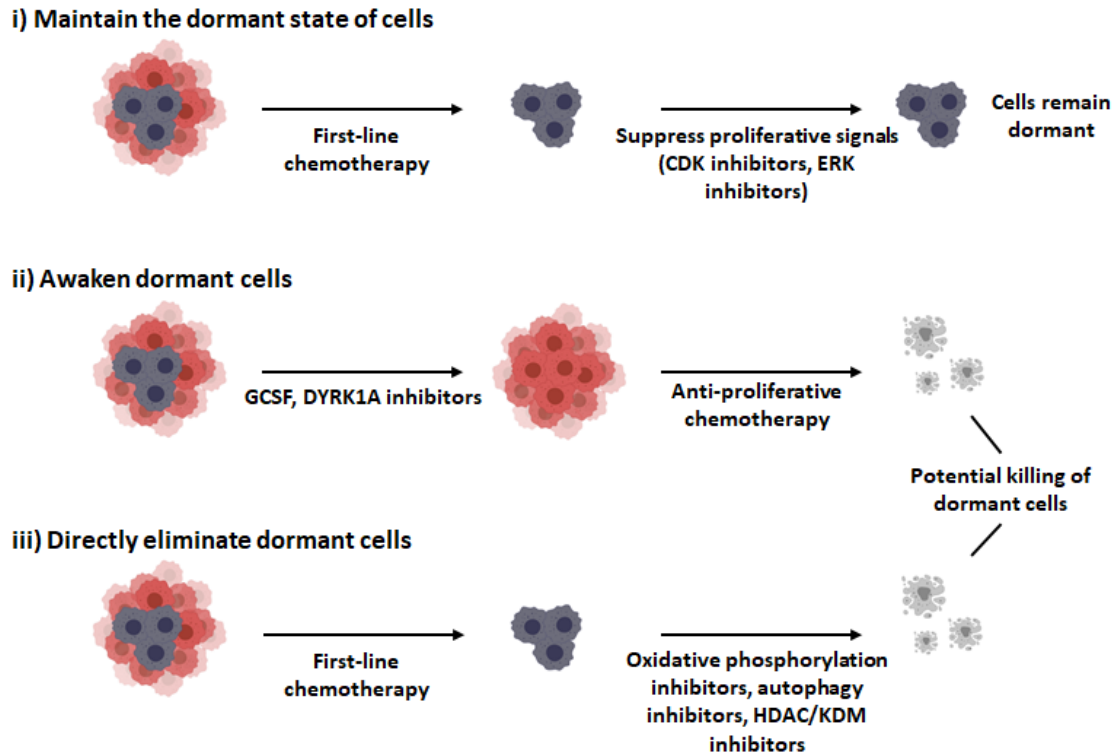 i) Maintain the dormant state of cells
First-line
chemotherapy
Suppress proliferative signals
(CDK inhibitors, ERK
inhibitors)
Cells remain
dormant
ii) Awaken dormant cells
GCSF, DYRK1A inhibitors
Anti-proliferative
chemotherapy
Potential killing of
dormant cells
iii) Directly eliminate dormant cells
First-line
chemotherapy
Oxidative phosphorylation
inhibitors, autophagy
inhibitors, HDAC/KDM
inhibitors